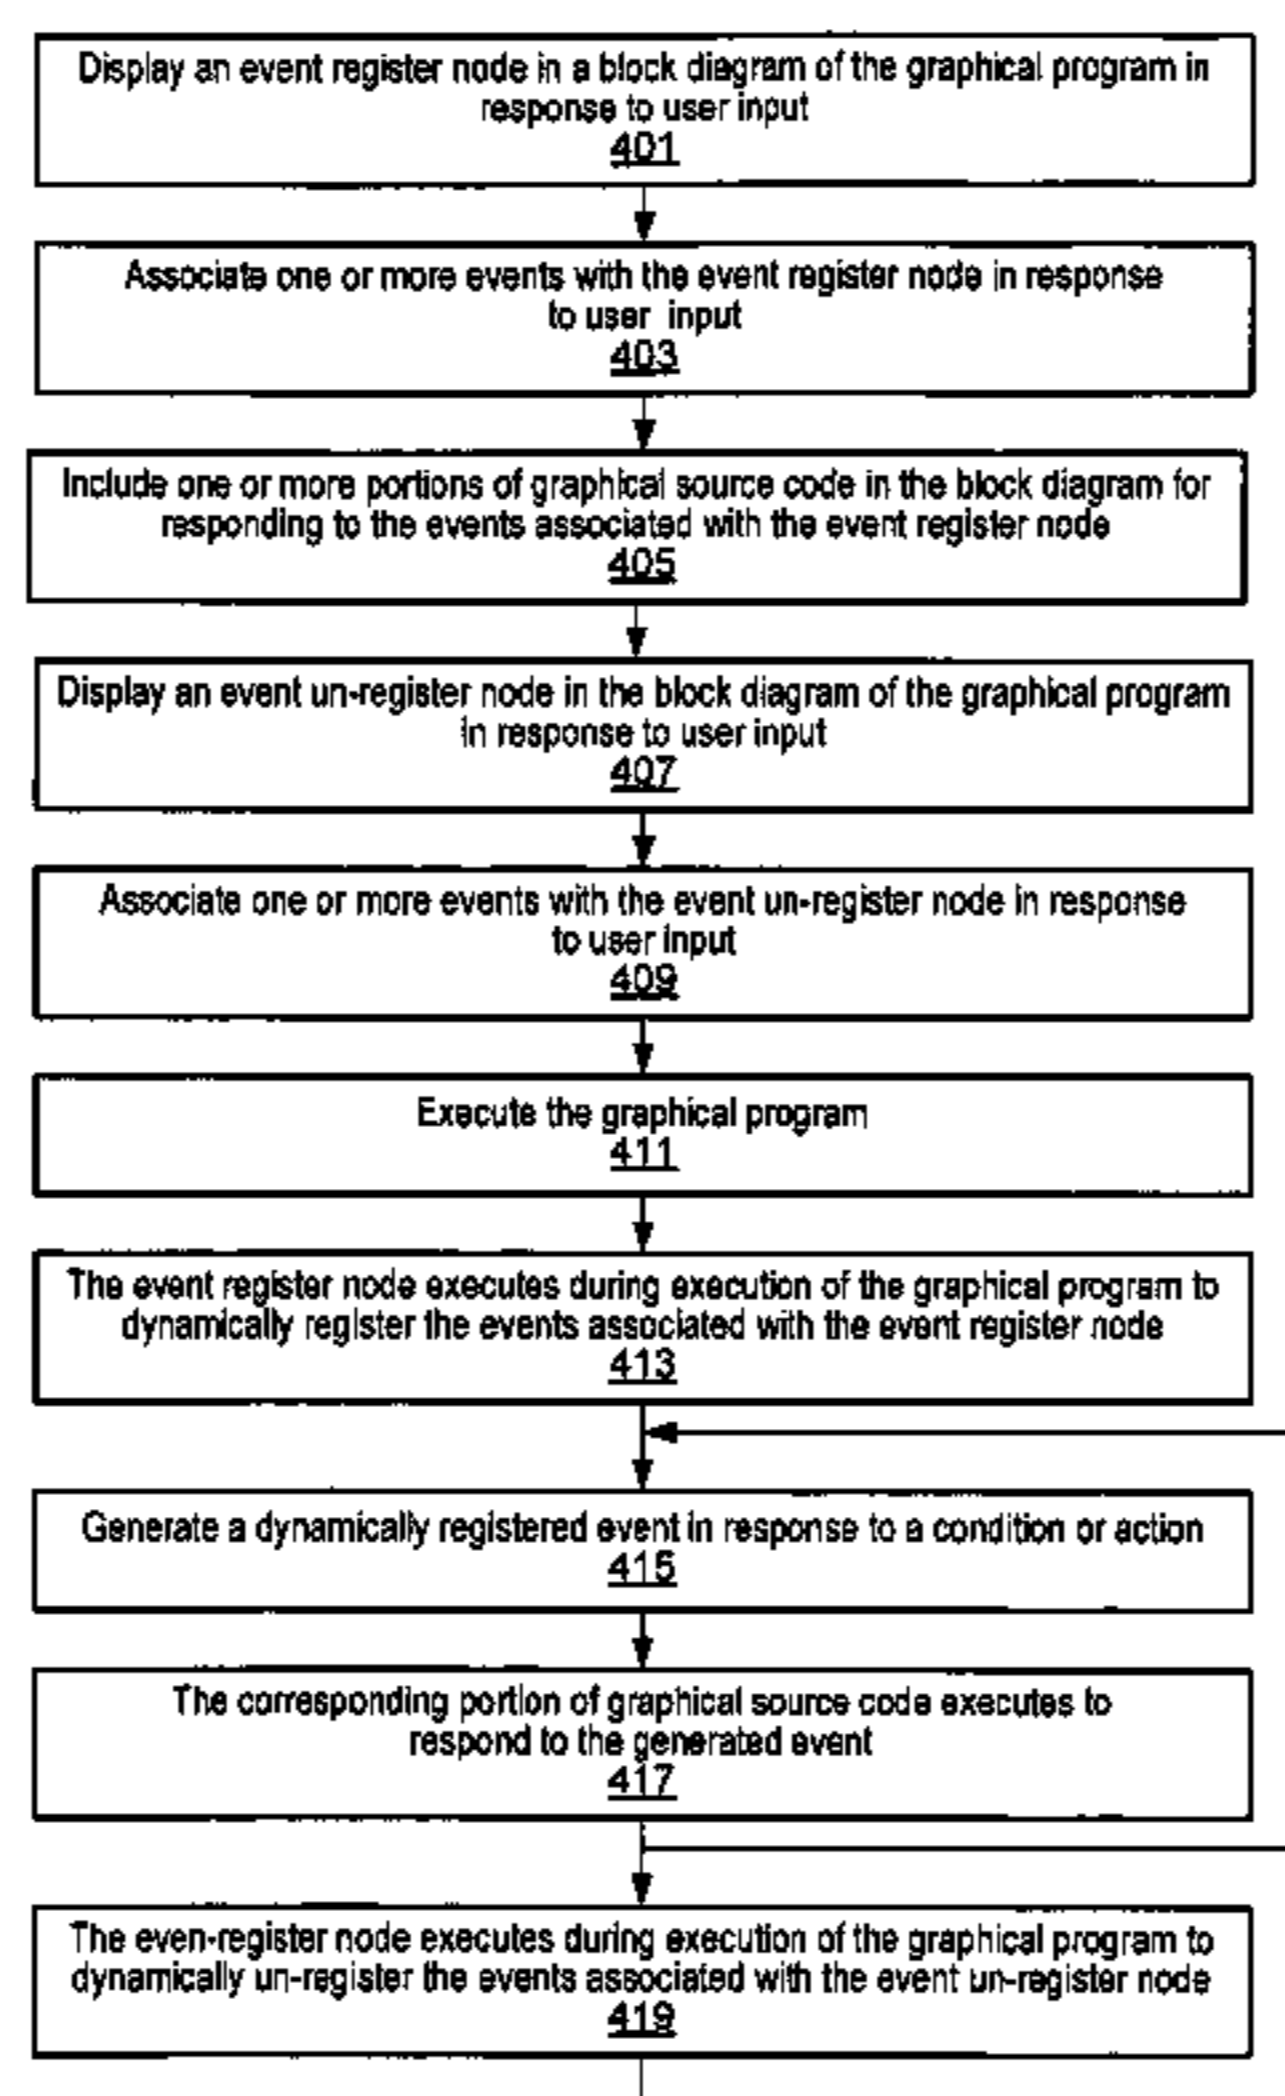 Display an event register node in a block diagram of the graphical program in
response to user input
401
Associate one or more events with the event register node in response
to user input
403
Include one or more portions of graphical source code in the block diagram for
responding to the events associated with the event register node
405
Display an event un-register node in the block diagram of the graphical program
in response to user input
407
Associate one or more events with the event un-register node in response
to user input
409
Execute the graphical program
411
The event register node executes during execution of the graphical program to
dynamically register the events associated with the event register node
413
Generate a dynamically registered event in response to a condition or action
415
The corresponding portion of graphical source code executes to
respond to the generated event
417
The even-register node executes during execution of the graphical program to
dynamically un-register the events associated with the event un-register node
419